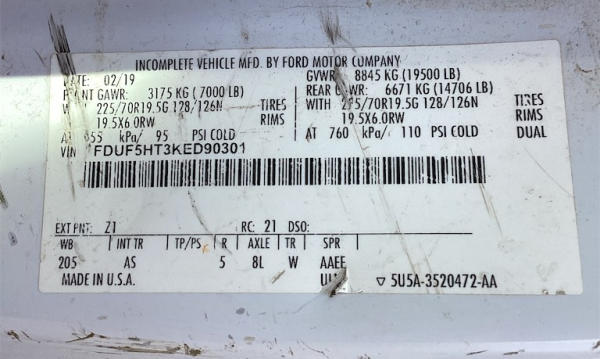 INCOMPLETE VEHICLE MFD. BY FORD MOTOR COMPANY
DATE: 02/19 GVWR: 8845 KG (19500 LB)
GAWR: 3175 KG (7000 LB) REAR GAWR: 6671 KG (14706 LB)
225/70R19.5G 128/126N TIRES WITH 225/70R19.5G 128/126N TIRES
19.5X6.0RW RIMS 19.5X6.0RW RIMS
AT 655 kPa/ 95 PSI COLD AT 760 kPa/ 110 PSI COLD DUAL
VIN FDUF5HT3KED90301
EXT PNT: Z1 RC: 21 DSO:
WB INT TR TP/PS R AXLE TR SPR
205 AS 5 8L W AAEE
MADE IN U.S.A. ▽ 5U5A-3520472-AA